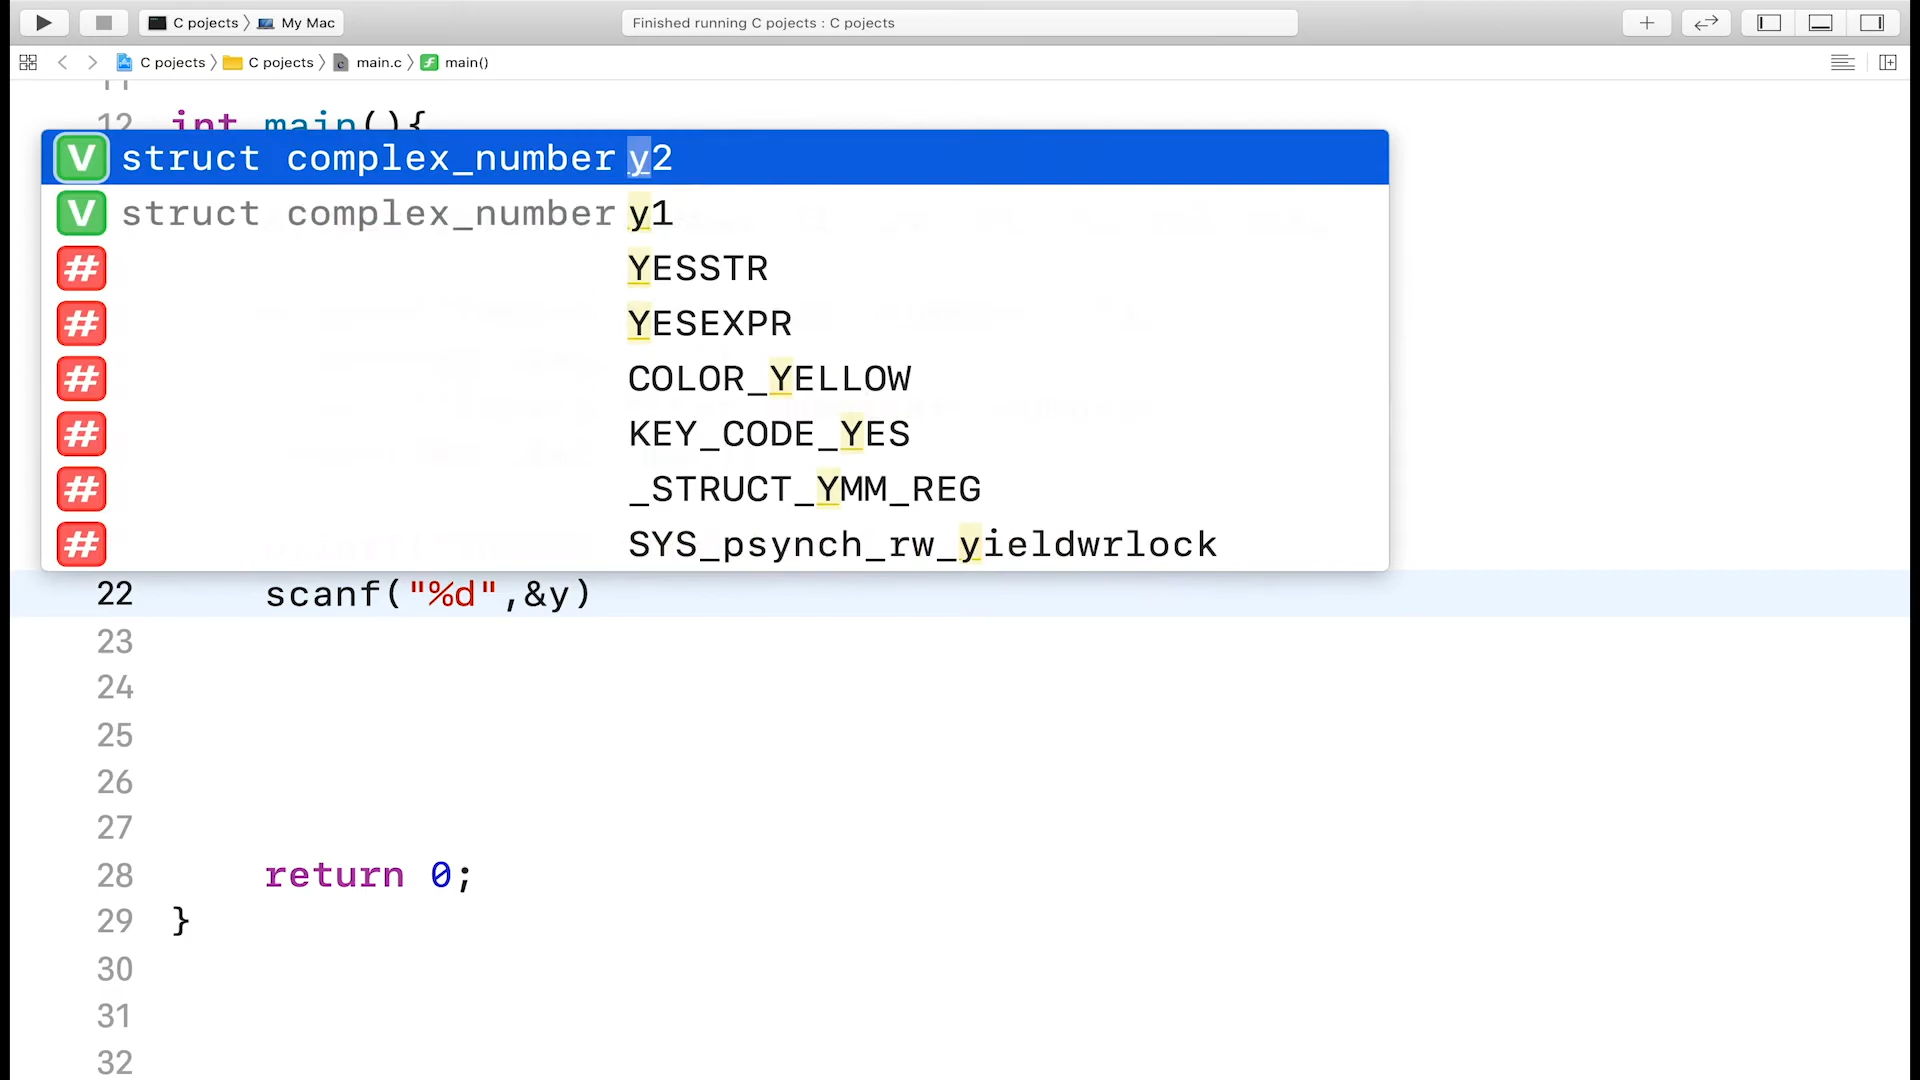 C pojects 〉 My Mac
Finished running C pojects : C pojects
C pojects 〉 C pojects 〉 main.c 〉 main()
11
12 int main(){
struct complex_number y2
struct complex_number y1
YESSTR
YESEXPR
COLOR_YELLOW
KEY_CODE_YES
_STRUCT_YMM_REG
SYS_psynch_rw_yieldwrlock
22 scanf("%d",&y)
23
24
25
26
27
28 return 0;
29 }
30
31
32